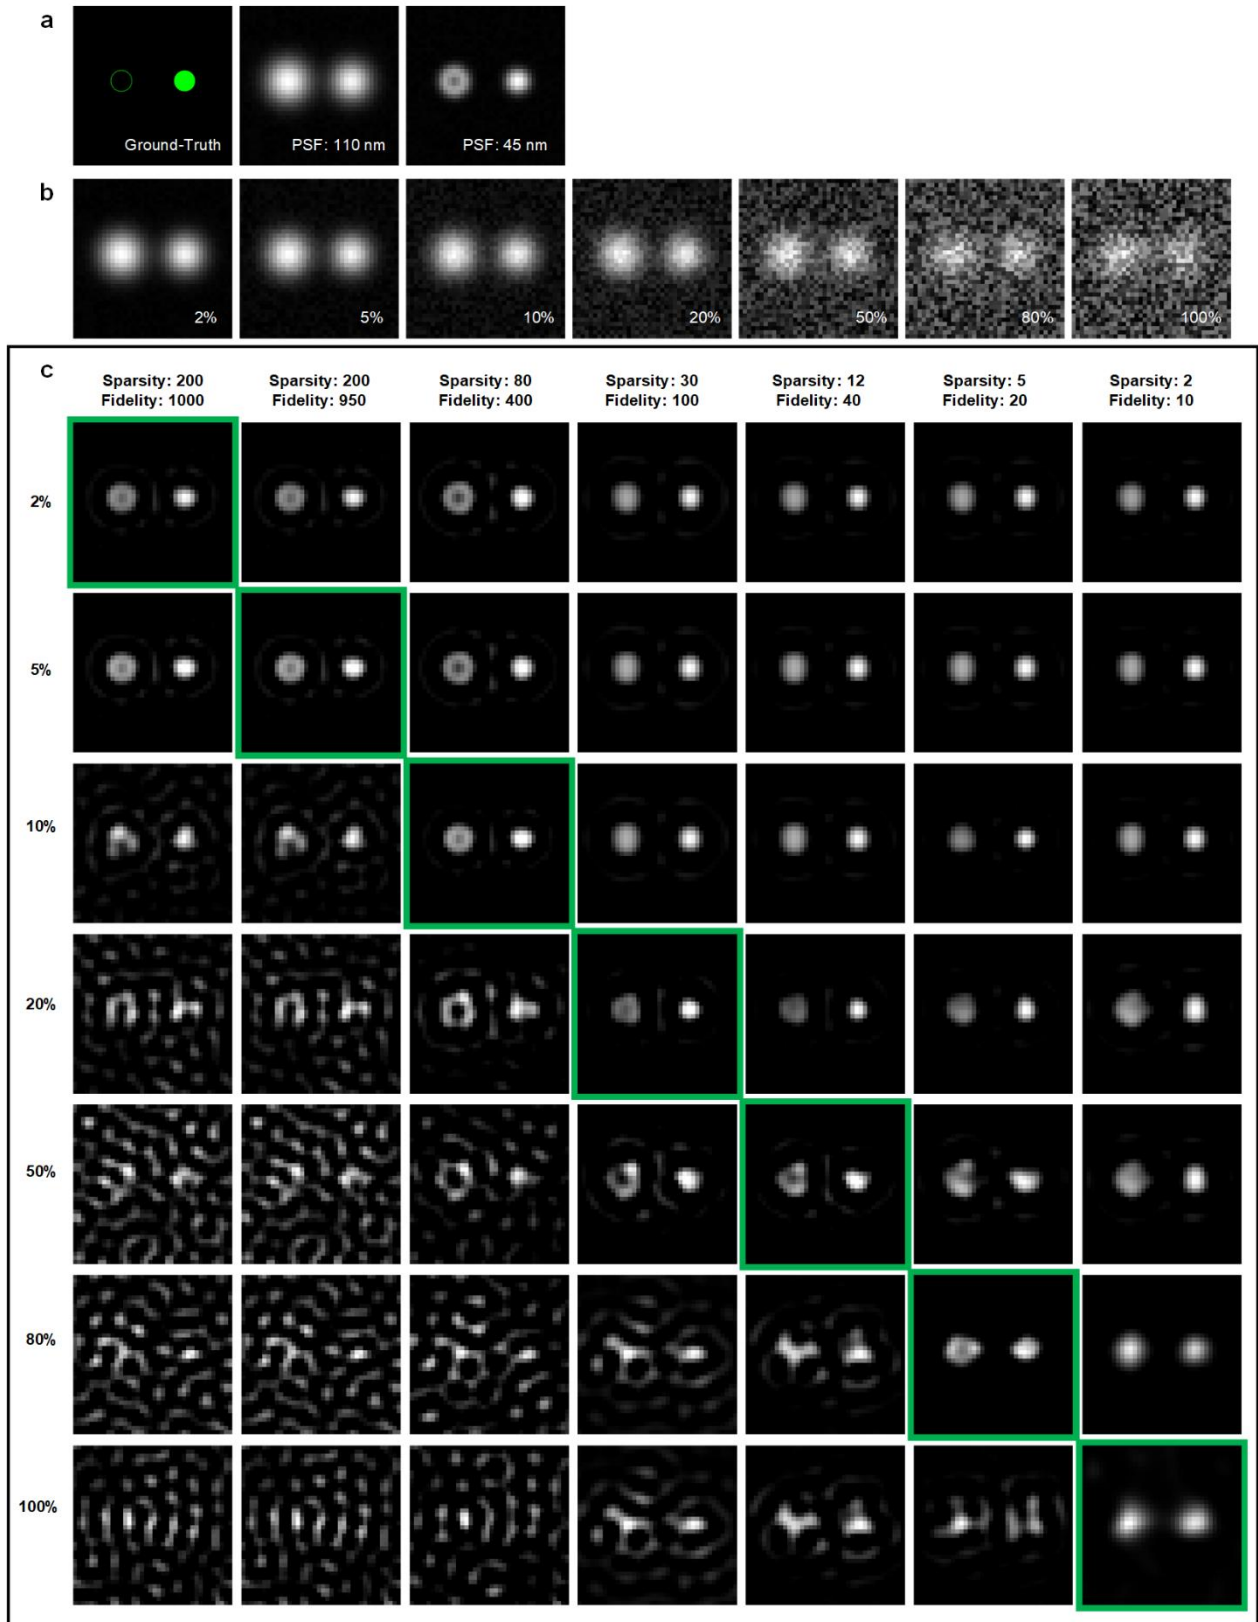 a
Ground-Truth
PSF: 110 nm
PSF: 45 nm
b
2%
5%
10%
20%
50%
80%
100%
c
Sparsity: 200
Fidelity: 1000
Sparsity: 200
Fidelity: 950
Sparsity: 80
Fidelity: 400
Sparsity: 30
Fidelity: 100
Sparsity: 12
Fidelity: 40
Sparsity: 5
Fidelity: 20
Sparsity: 2
Fidelity: 10
2%
5%
10%
20%
50%
80%
100%